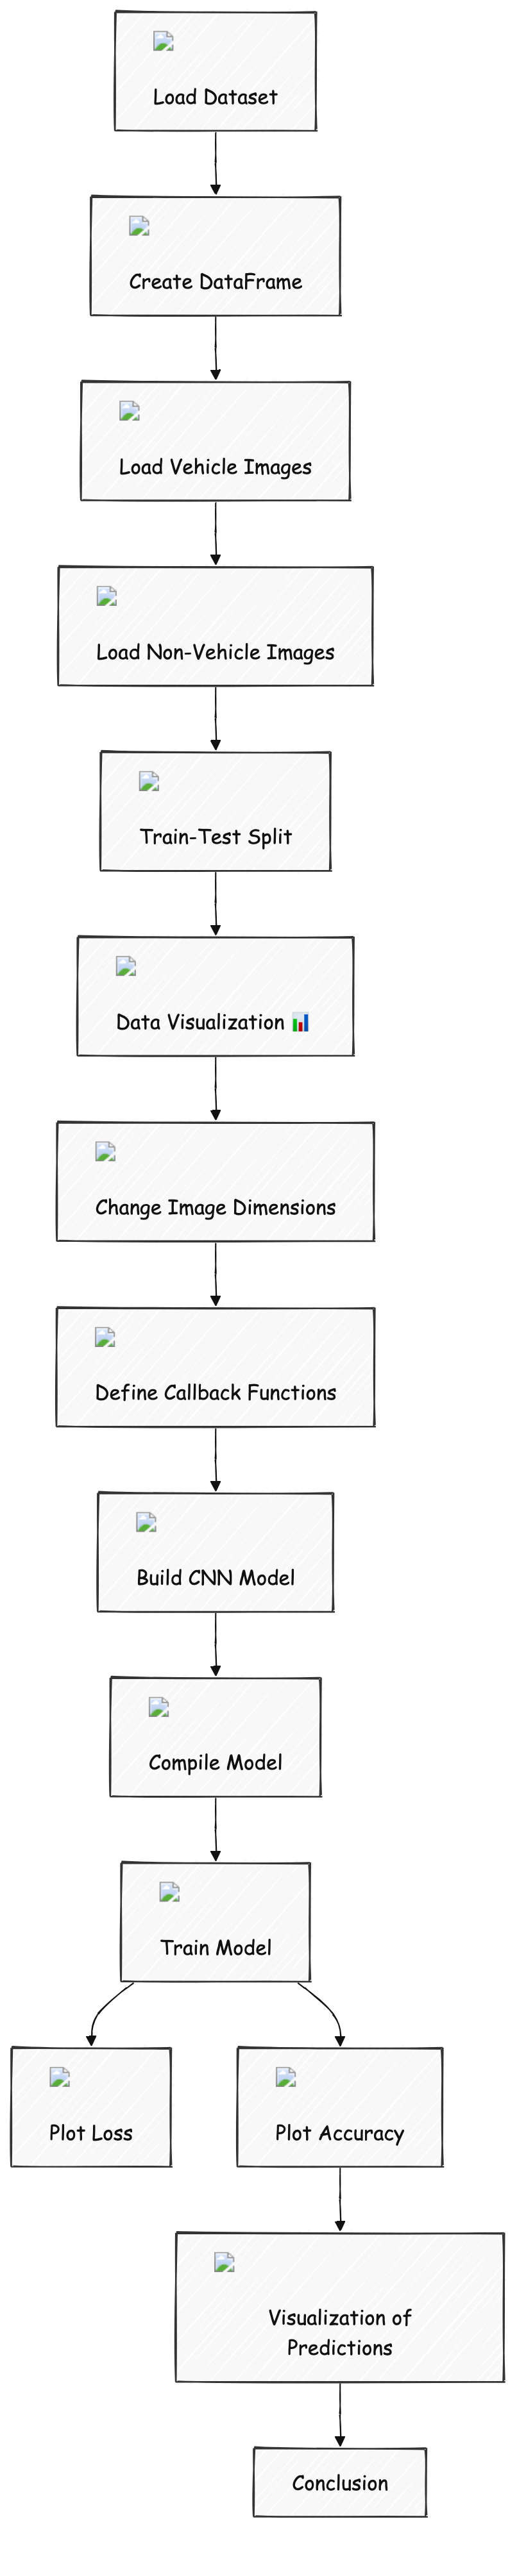 Load Dataset
Create DataFrame
Load Vehicle Images
Load Non-Vehicle Images
Train-Test Split
Data Visualization 📊
Change Image Dimensions
Define Callback Functions
Build CNN Model
Compile Model
Train Model
Plot Loss
Plot Accuracy
Visualization of
Predictions
Conclusion